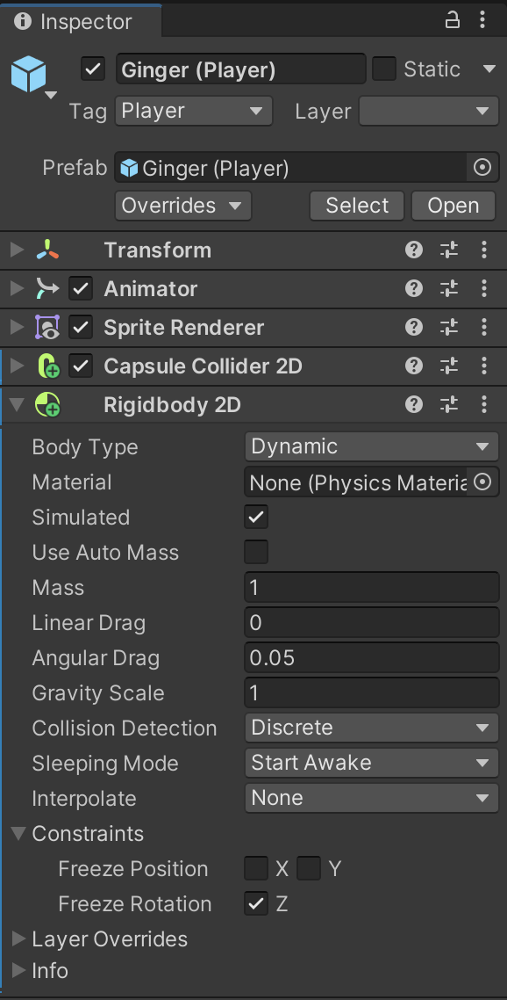 Inspector
Ginger (Player) Static
Tag Player Layer
Prefab Ginger (Player)
Overrides Select Open
Transform
Animator
Sprite Renderer
Capsule Collider 2D
Rigidbody 2D
Body Type Dynamic
Material None (Physics Materia
Simulated
Use Auto Mass
Mass 1
Linear Drag 0
Angular Drag 0.05
Gravity Scale 1
Collision Detection Discrete
Sleeping Mode Start Awake
Interpolate None
Constraints
Freeze Position X Y
Freeze Rotation Z
Layer Overrides
Info